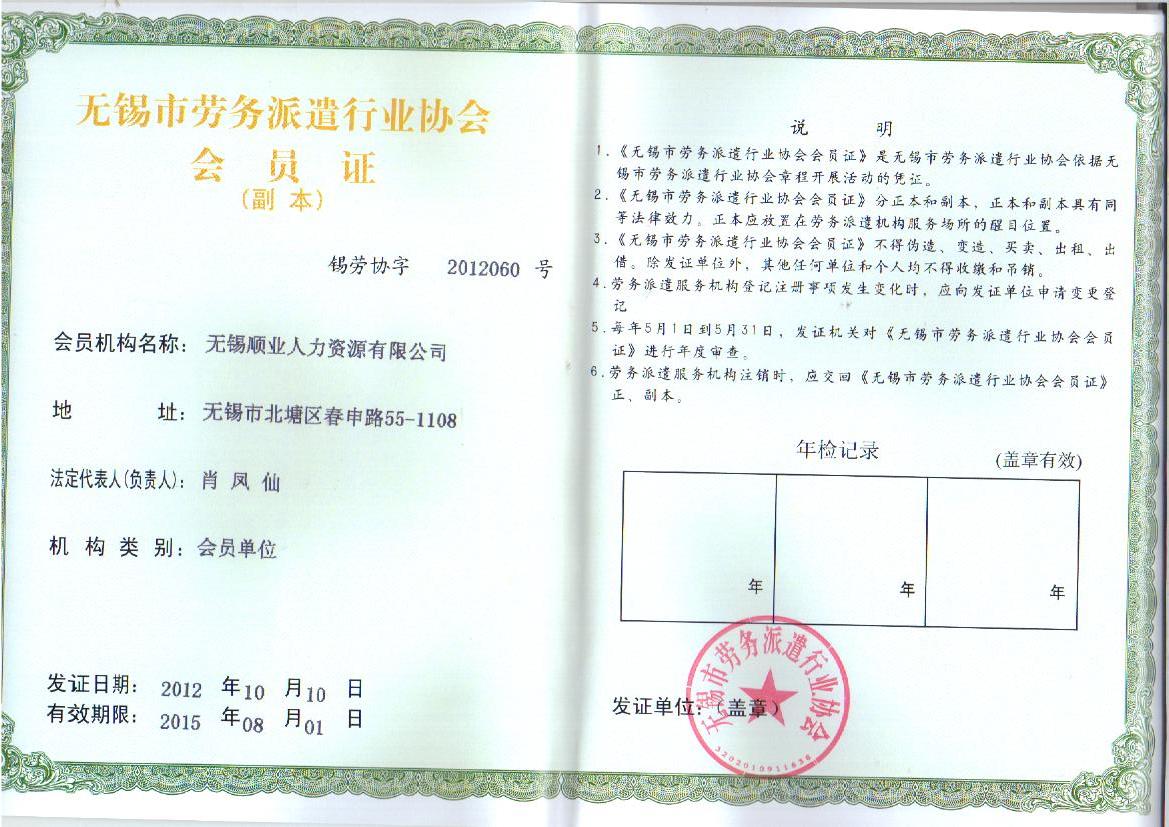 无锡市劳务派遣行业协会
会 员 证
(副 本)
锡劳协字 2012060 号
会员机构名称: 无锡顺业人力资源有限公司
地 址: 无锡市北塘区春申路55-1108
法定代表人(负责人): 肖 凤 仙
机 构 类 别: 会员单位
发证日期: 2012 年10 月10 日
有效期限: 2015 年08 月01 日
说 明
1.《无锡市劳务派遣行业协会会员证》是无锡市劳务派遣行业协会依据无
锡市劳务派遣行业协会章程开展活动的凭证。
2.《无锡市劳务派遣行业协会会员证》分正本和副本，正本和副本具有同
等法律效力。正本应放置在劳务派遣机构服务场所的醒目位置。
3.《无锡市劳务派遣行业协会会员证》不得伪造、变造、买卖、出租、出
借。除发证单位外，其他任何单位和个人均不得收缴和吊销。
4.劳务派遣服务机构登记注册事项发生变化时，应向发证单位申请变更登
记
5.每年5月1日到5月31日，发证机关对《无锡市劳务派遣行业协会会员
证》进行年度审查。
6.劳务派遣服务机构注销时，应交回《无锡市劳务派遣行业协会会员证》
正、副本。
年检记录
(盖章有效)
年
年
年
发证单位:(盖章)
无锡市劳务派遣行业协会
3202010911636